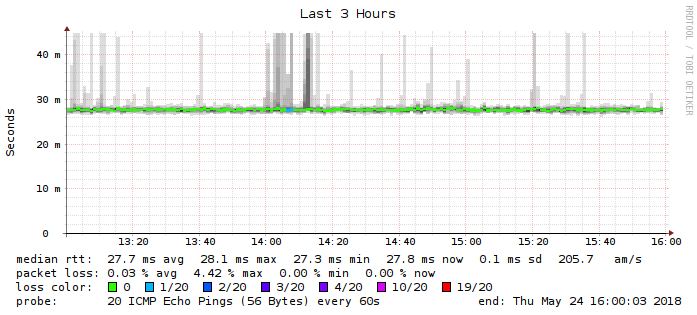 Last 3 Hours
RRDTOOL / TOBI OETIKER
Seconds
40 m
30 m
20 m
10 m
0
13:20 13:40 14:00 14:20 14:40 15:00 15:20 15:40 16:00
median rtt: 27.7 ms avg 28.1 ms max 27.3 ms min 27.8 ms now 0.1 ms sd 205.7 am/s
packet loss: 0.03 % avg 4.42 % max 0.00 % min 0.00 % now
loss color: 0 1/20 2/20 3/20 4/20 10/20 19/20
probe: 20 ICMP Echo Pings (56 Bytes) every 60s end: Thu May 24 16:00:03 2018